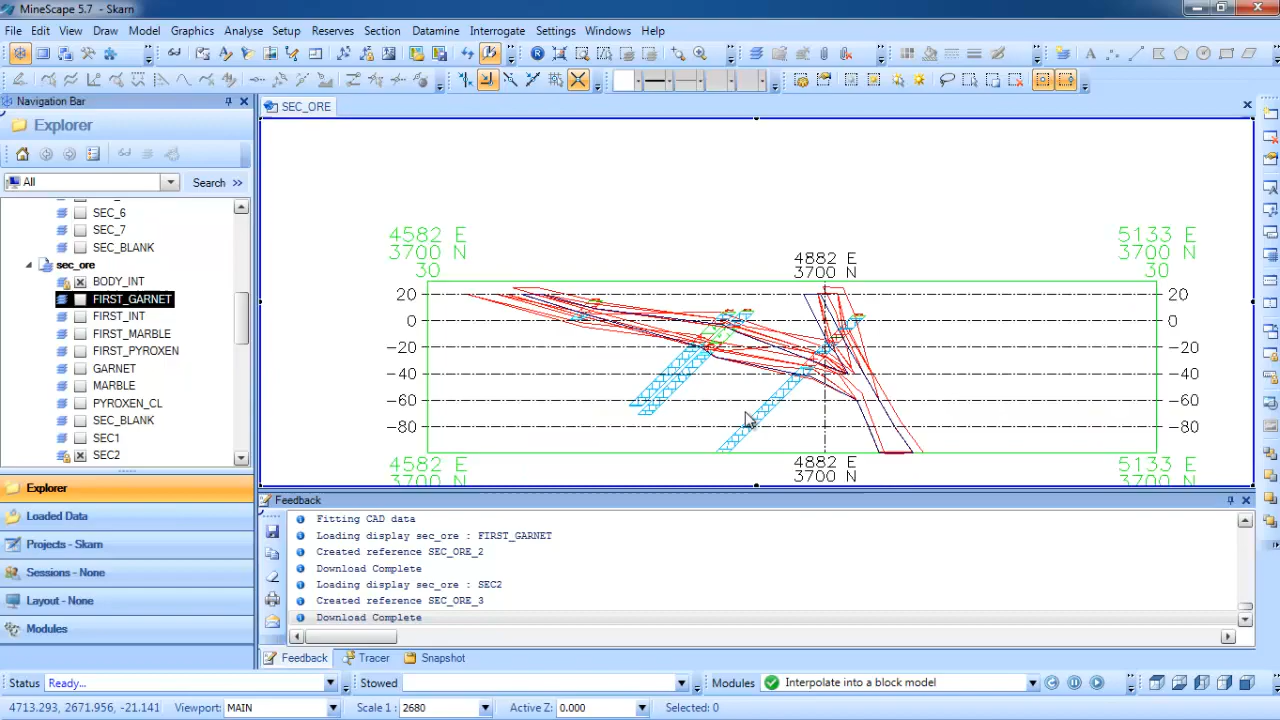 MineScape 5.7 - Skarn
File Edit View Draw Model Graphics Analyse Setup Reserves Section Datamine Interrogate Settings Windows Help
Navigation Bar
SEC_ORE
Explorer
All
Search »
SEC_6
SEC_7
SEC_BLANK
sec_ore
BODY_INT
FIRST_GARNET
FIRST_INT
FIRST_MARBLE
FIRST_PYROXEN
GARNET
MARBLE
PYROXEN_CL
SEC_BLANK
SEC1
SEC2
4582 E
3700 N
30
4882 E
3700 N
5133 E
3700 N
30
20
0
-20
-40
-60
-80
20
0
-20
-40
-60
-80
4582 E
3700 N
4882 E
3700 N
5133 E
3700 N
Explorer
Loaded Data
Projects - Skarn
Sessions - None
Layout - None
Modules
Feedback
Fitting CAD data
Loading display sec_ore : FIRST_GARNET
Created reference SEC_ORE_2
Download Complete
Loading display sec_ore : SEC2
Created reference SEC_ORE_3
Download Complete
Feedback Tracer Snapshot
Status Ready... Stowed Modules Interpolate into a block model
4713.293, 2671.956, -21.141 Viewport: MAIN Scale 1 : 2680 Active Z: 0.000 Selected: 0